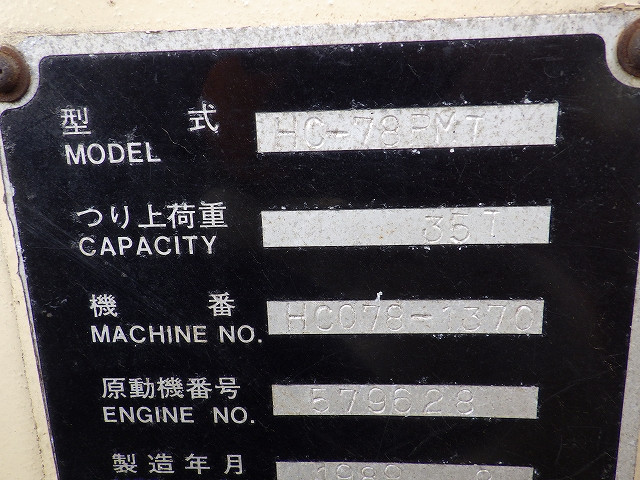 型 式 HC-78PMT
MODEL
つり上荷重 35T
CAPACITY
機 番 HC078-1370
MACHINE NO.
原動機番号 579628
ENGINE NO.
製造年月 1989